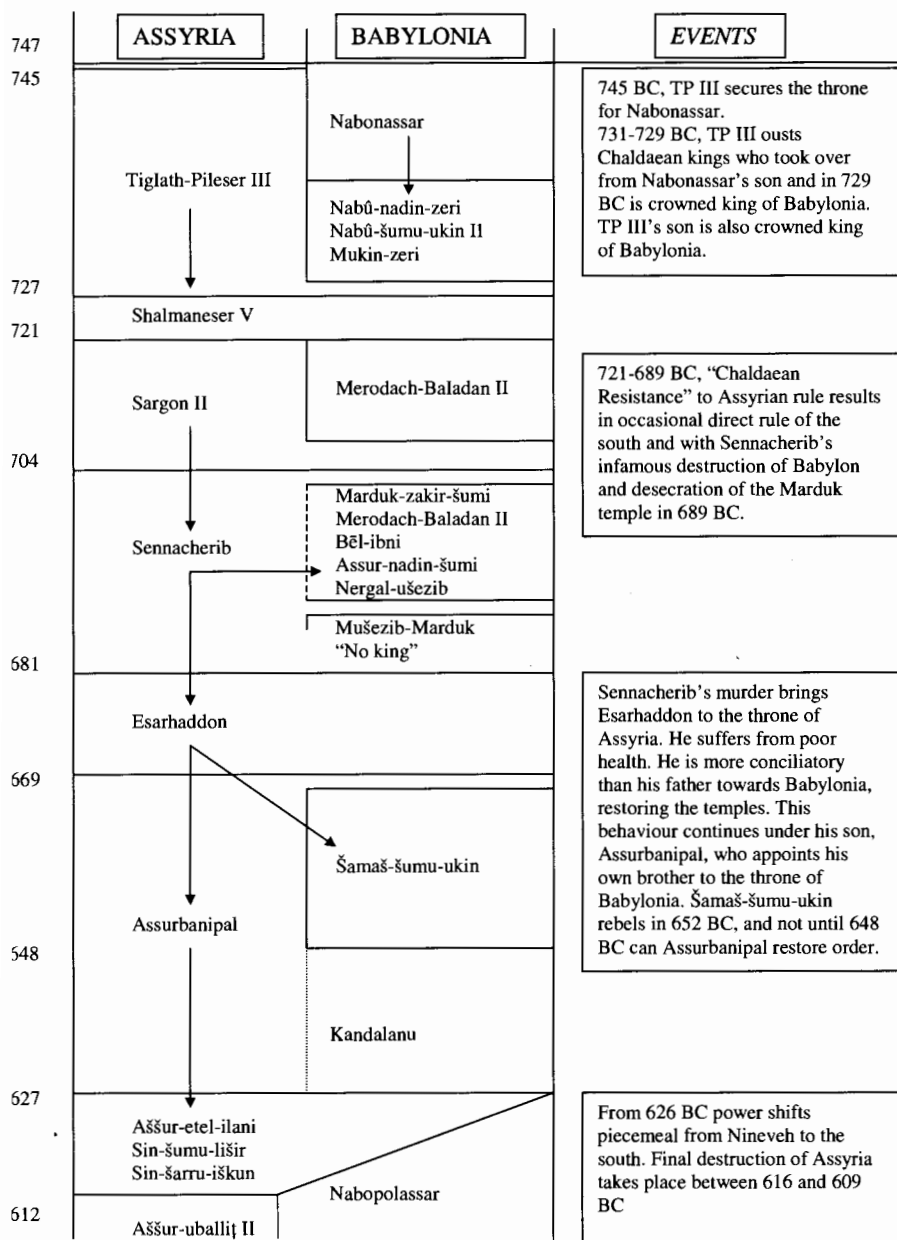 ASSYRIA
BABYLONIA
EVENTS
747
745
Nabonassar
Tiglath-Pileser III
Nabû-nadin-zeri
Nabû-šumu-ukin II
Mukin-zeri
745 BC, TP III secures the throne
for Nabonassar.
731-729 BC, TP III ousts
Chaldaean kings who took over
from Nabonassar’s son and in 729
BC is crowned king of Babylonia.
TP III’s son is also crowned king
of Babylonia.
727
Shalmaneser V
721
Merodach-Baladan II
Sargon II
721-689 BC, “Chaldaean
Resistance” to Assyrian rule results
in occasional direct rule of the
south and with Sennacherib’s
infamous destruction of Babylon
and desecration of the Marduk
temple in 689 BC.
704
Sennacherib
Marduk-zakir-šumi
Merodach-Baladan II
Bēl-ibni
Assur-nadin-šumi
Nergal-ušezib
Mušezib-Marduk
“No king”
681
Esarhaddon
Sennacherib’s murder brings
Esarhaddon to the throne of
Assyria. He suffers from poor
health. He is more conciliatory
than his father towards Babylonia,
restoring the temples. This
behaviour continues under his son,
Assurbanipal, who appoints his
own brother to the throne of
Babylonia. Šamaš-šumu-ukin
rebels in 652 BC, and not until 648
BC can Assurbanipal restore order.
669
Šamaš-šumu-ukin
Assurbanipal
648
Kandalanu
627
Aššur-etel-ilani
Sin-šumu-lišir
Sin-šarru-iškun
Nabopolassar
From 626 BC power shifts
piecemeal from Nineveh to the
south. Final destruction of Assyria
takes place between 616 and 609
BC
612
Aššur-uballiṭ II